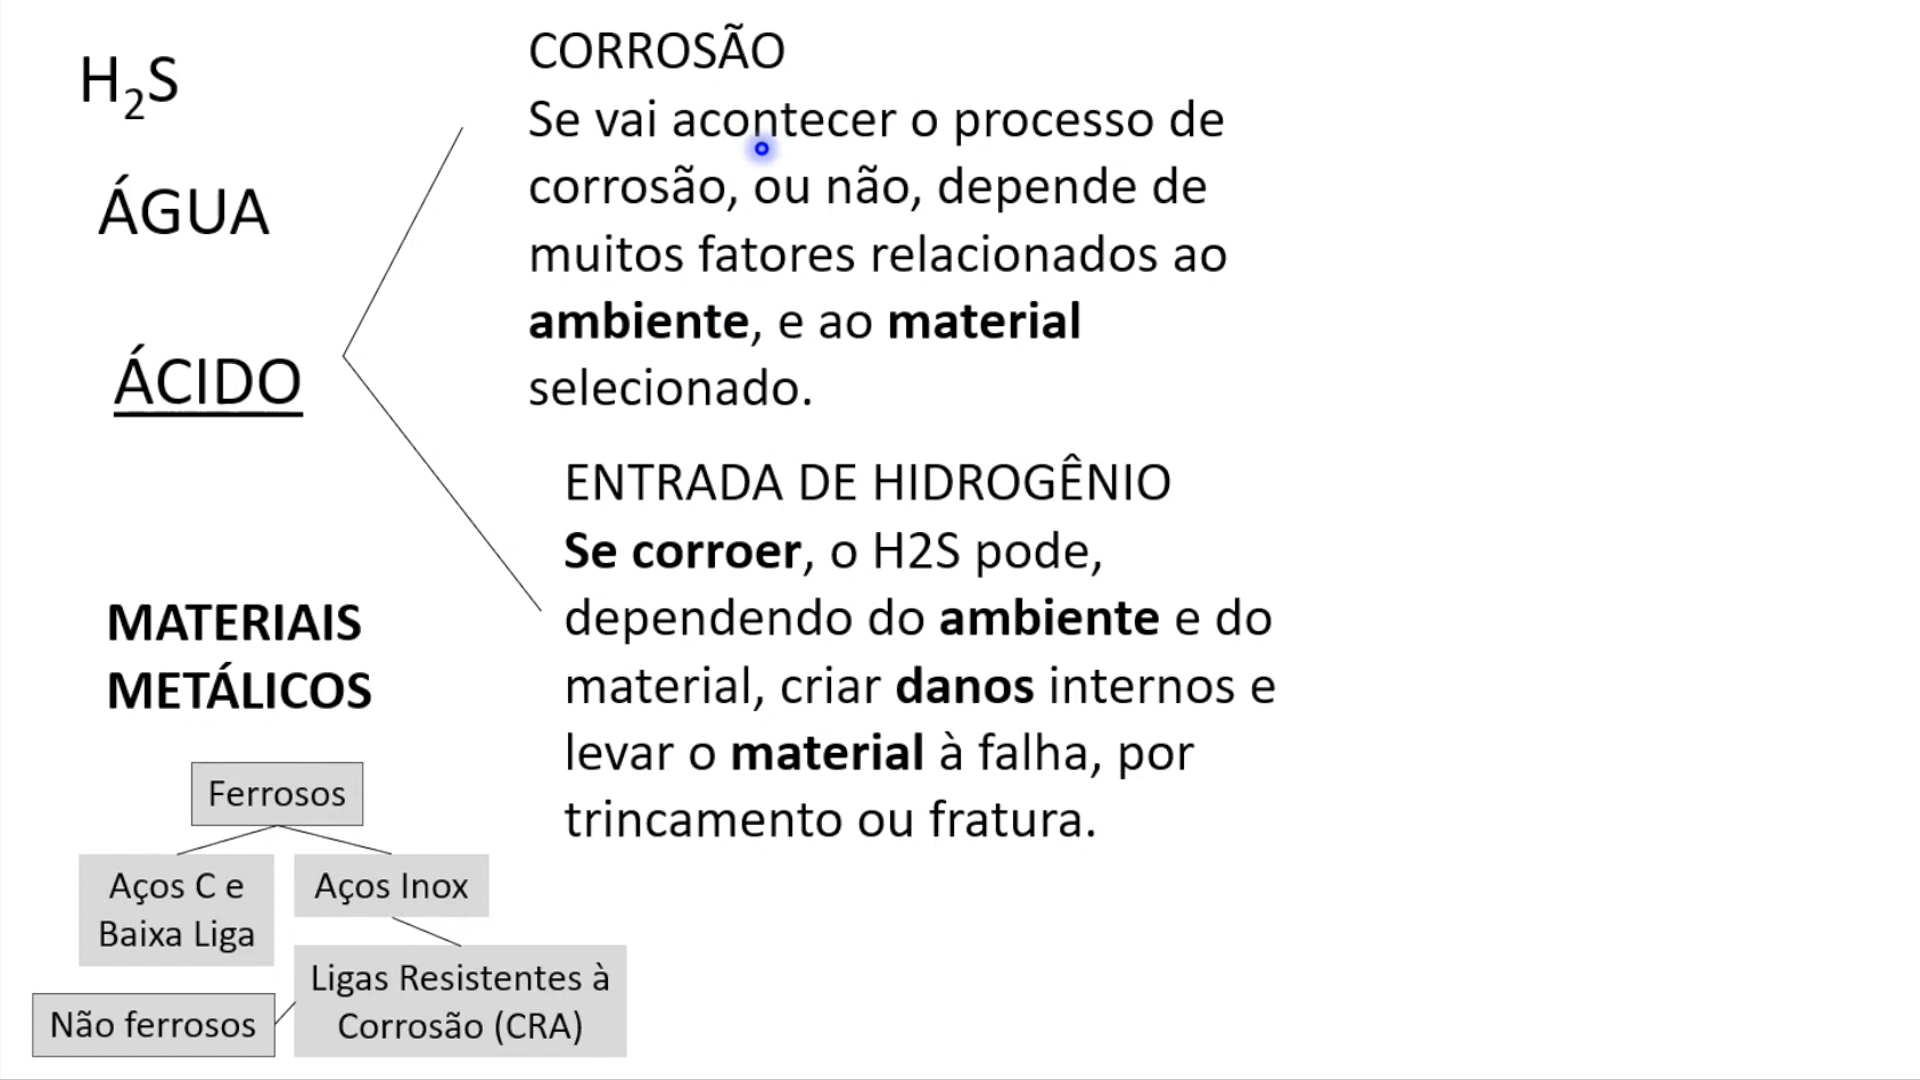 H₂S
ÁGUA
ÁCIDO
CORROSÃO
Se vai acontecer o processo de
corrosão, ou não, depende de
muitos fatores relacionados ao
ambiente, e ao material
selecionado.
ENTRADA DE HIDROGÊNIO
Se corroer, o H2S pode,
dependendo do ambiente e do
material, criar danos internos e
levar o material à falha, por
trincamento ou fratura.
MATERIAIS
METÁLICOS
Ferrosos
Aços C e
Baixa Liga
Aços Inox
Não ferrosos
Ligas Resistentes à
Corrosão (CRA)